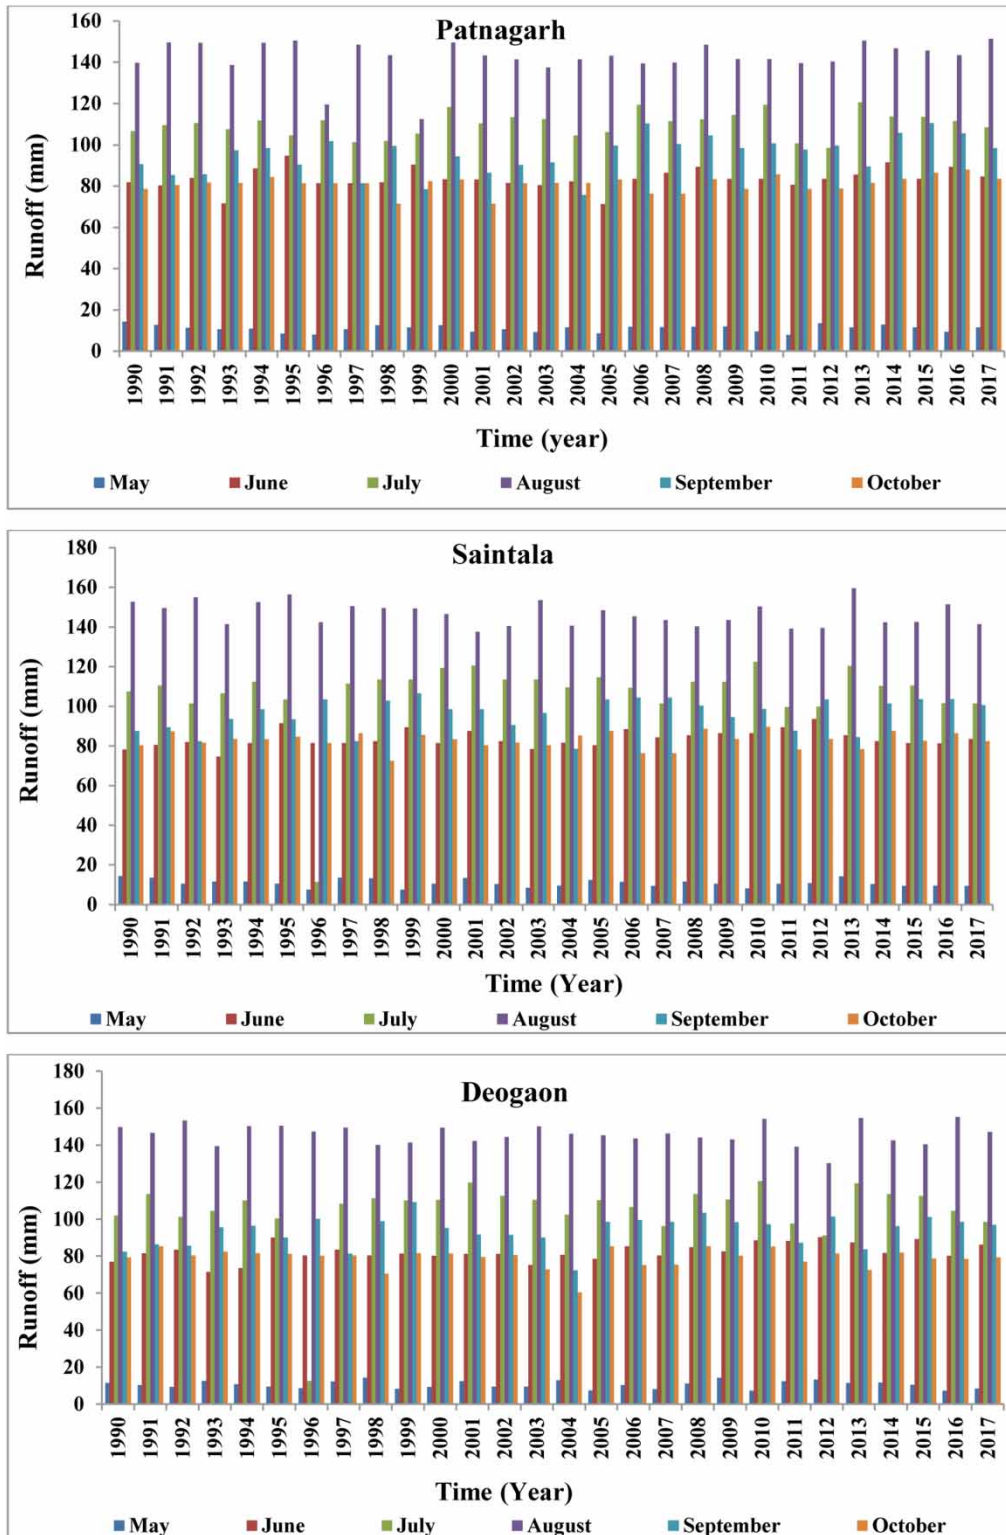 Patnagarh
160
140
120
100
80
60
40
20
0
Runoff (mm)
1990 1991 1992 1993 1994 1995 1996 1997 1998 1999 2000 2001 2002 2003 2004 2005 2006 2007 2008 2009 2010 2011 2012 2013 2014 2015 2016 2017
Time (year)
May June July August September October
Saintala
180
160
140
120
100
80
60
40
20
0
Runoff (mm)
1990 1991 1992 1993 1994 1995 1996 1997 1998 1999 2000 2001 2002 2003 2004 2005 2006 2007 2008 2009 2010 2011 2012 2013 2014 2015 2016 2017
Time (Year)
May June July August September October
Deogaon
180
160
140
120
100
80
60
40
20
0
Runoff (mm)
1990 1991 1992 1993 1994 1995 1996 1997 1998 1999 2000 2001 2002 2003 2004 2005 2006 2007 2008 2009 2010 2011 2012 2013 2014 2015 2016 2017
Time (Year)
May June July August September October